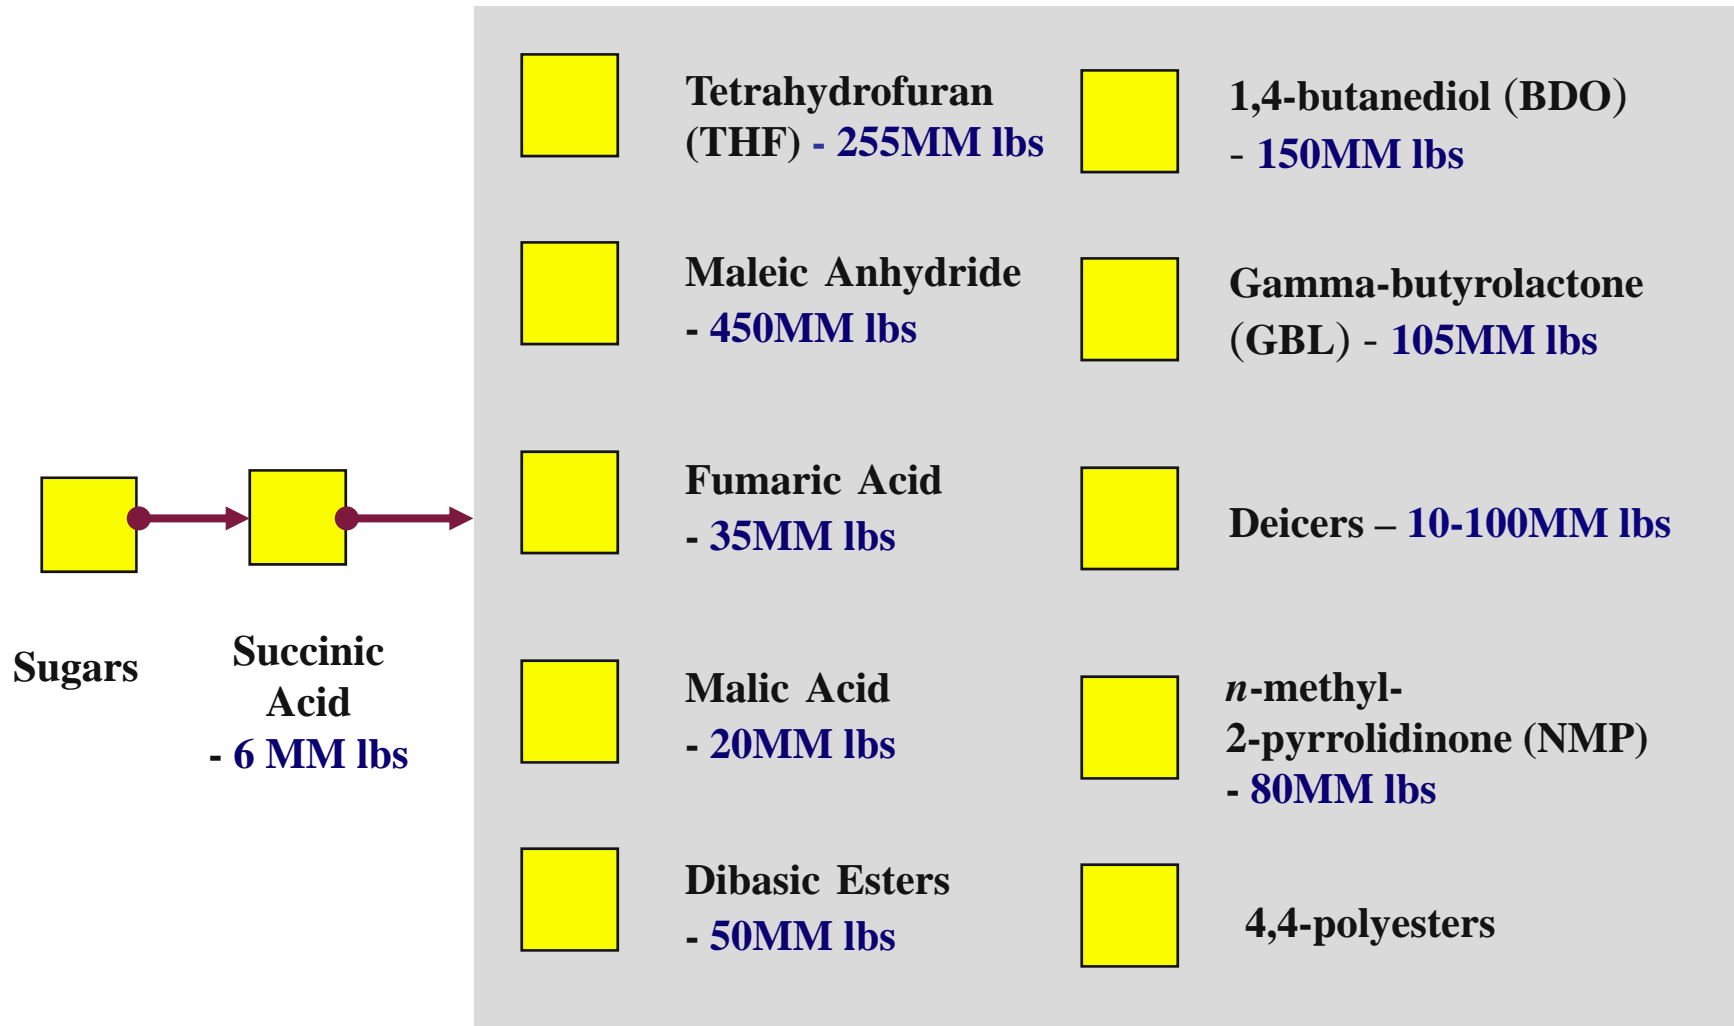 Sugars
Succinic
Acid
- 6 MM lbs
Tetrahydrofuran
(THF) - 255MM lbs
Maleic Anhydride
- 450MM lbs
Fumaric Acid
- 35MM lbs
Malic Acid
- 20MM lbs
Dibasic Esters
- 50MM lbs
1,4-butanediol (BDO)
- 150MM lbs
Gamma-butyrolactone
(GBL) - 105MM lbs
Deicers – 10-100MM lbs
n-methyl-
2-pyrrolidinone (NMP)
- 80MM lbs
4,4-polyesters